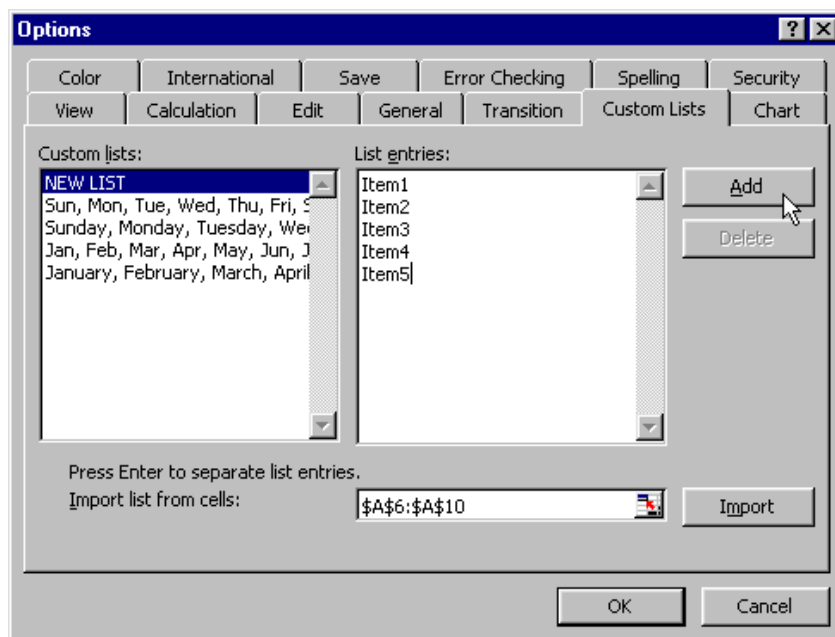 Options
Color International Save Error Checking Spelling Security
View Calculation Edit General Transition Custom Lists Chart
Custom lists:
NEW LIST
Sun, Mon, Tue, Wed, Thu, Fri, S
Sunday, Monday, Tuesday, Wed
Jan, Feb, Mar, Apr, May, Jun, J
January, February, March, April
List entries:
Item1
Item2
Item3
Item4
Item5
Add
Delete
Press Enter to separate list entries.
Import list from cells:
$A$6:$A$10
Import
OK Cancel